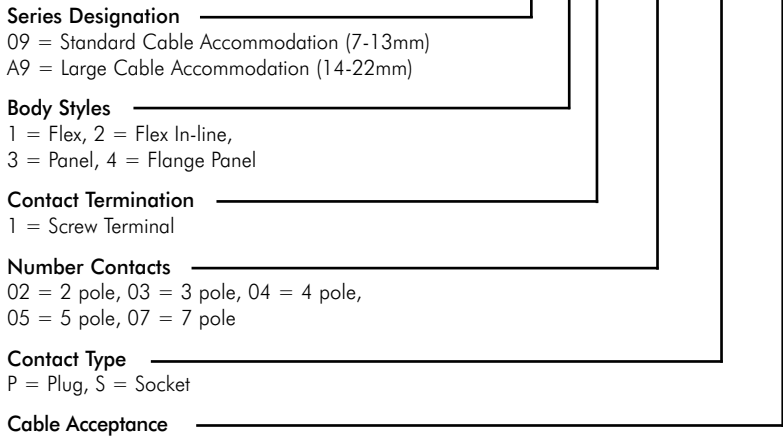 Series Designation
09 = Standard Cable Accommodation (7-13mm)
A9 = Large Cable Accommodation (14-22mm)
Body Styles
1 = Flex, 2 = Flex In-line,
3 = Panel, 4 = Flange Panel
Contact Termination
1 = Screw Terminal
Number Contacts
02 = 2 pole, 03 = 3 pole, 04 = 4 pole,
05 = 5 pole, 07 = 7 pole
Contact Type
P = Plug, S = Socket
Cable Acceptance